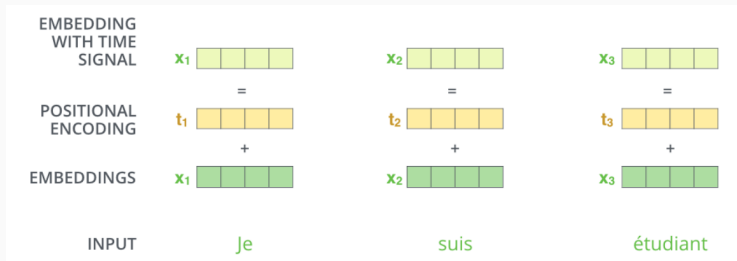 EMBEDDING
WITH TIME
SIGNAL
x₁ x₂ x₃
= = =
POSITIONAL
ENCODING
t₁ t₂ t₃
+ + +
EMBEDDINGS x₁ x₂ x₃
INPUT Je suis étudiant